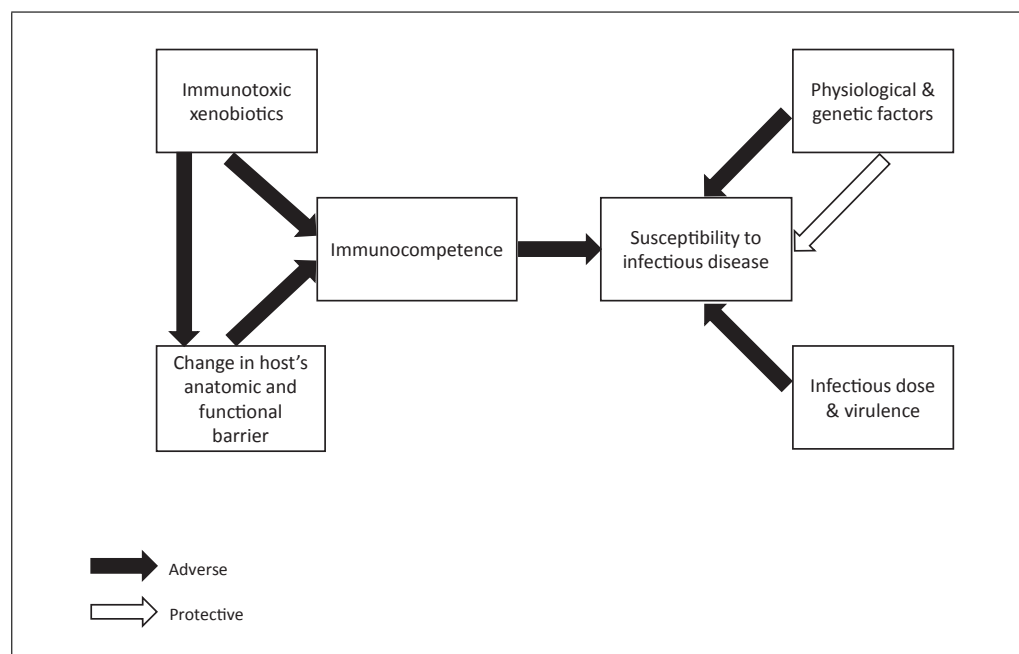 Immunotoxic
xenobiotics
Physiological &
genetic factors
Immunocompetence
Susceptibility to
infectious disease
Change in host’s
anatomic and
functional
barrier
Infectious dose
& virulence
Adverse
Protective